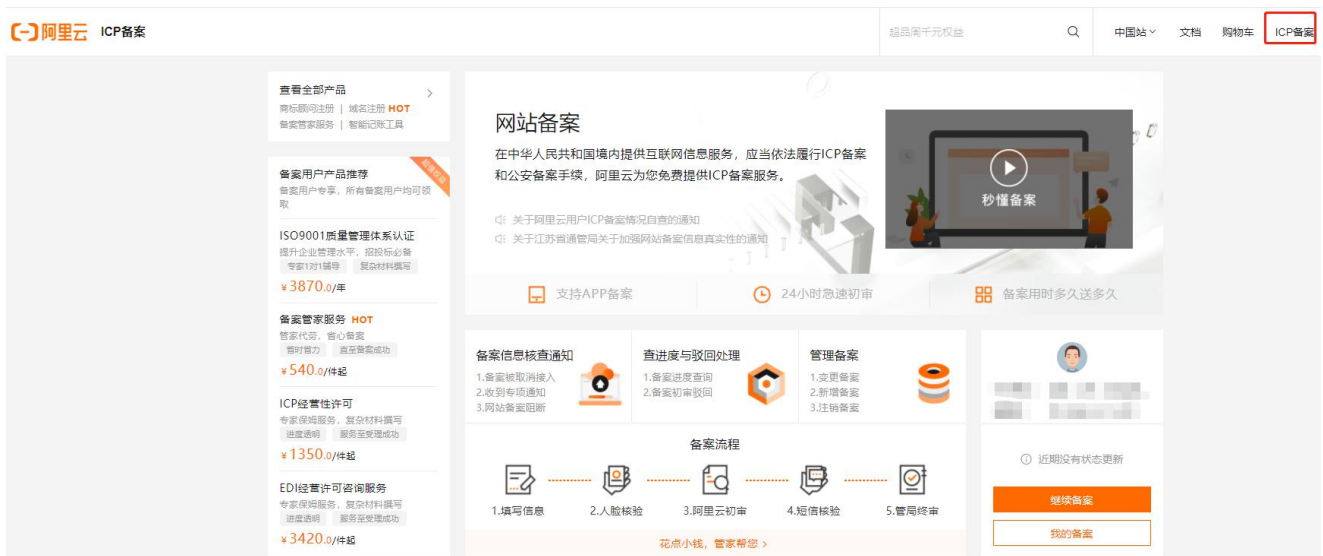 阿里云 ICP备案
超品周千元权益
中国站
文档
购物车
ICP备案
查看全部产品
商标顾问注册 | 域名注册 HOT
备案管家服务 | 智能记账工具
备案用户产品推荐
备案用户专享，所有备案用户均可领
取
ISO9001质量管理体系认证
提升企业管理水平，招投标必备
专家1对1辅导 复杂材料撰写
¥3870.0/年
备案管家服务 HOT
管家代劳，省心备案
省时省力 直至备案成功
¥540.0/件起
ICP经营性许可
专家保姆服务，复杂材料撰写
进度透明 服务至受理成功
¥1350.0/件起
EDI经营许可咨询服务
专家保姆服务，复杂材料撰写
进度透明 服务至受理成功
¥3420.0/件起
网站备案
在中华人民共和国境内提供互联网信息服务，应当依法履行ICP备案
和公安备案手续，阿里云为您免费提供ICP备案服务。
关于阿里云用户ICP备案情况自查的通知
关于江苏省通管局关于加强网站备案信息真实性的通知
秒懂备案
支持APP备案
24小时急速初审
备案用时多久送多久
备案信息核查通知
1.备案被取消接入
2.收到专项通知
3.网站备案阻断
查进度与驳回处理
1.备案进度查询
2.备案初审驳回
管理备案
1.变更备案
2.新增备案
3.注销备案
备案流程
1.填写信息
2.人脸核验
3.阿里云初审
4.短信核验
5.管局终审
花点小钱，管家帮您 >
近期没有状态更新
继续备案
我的备案